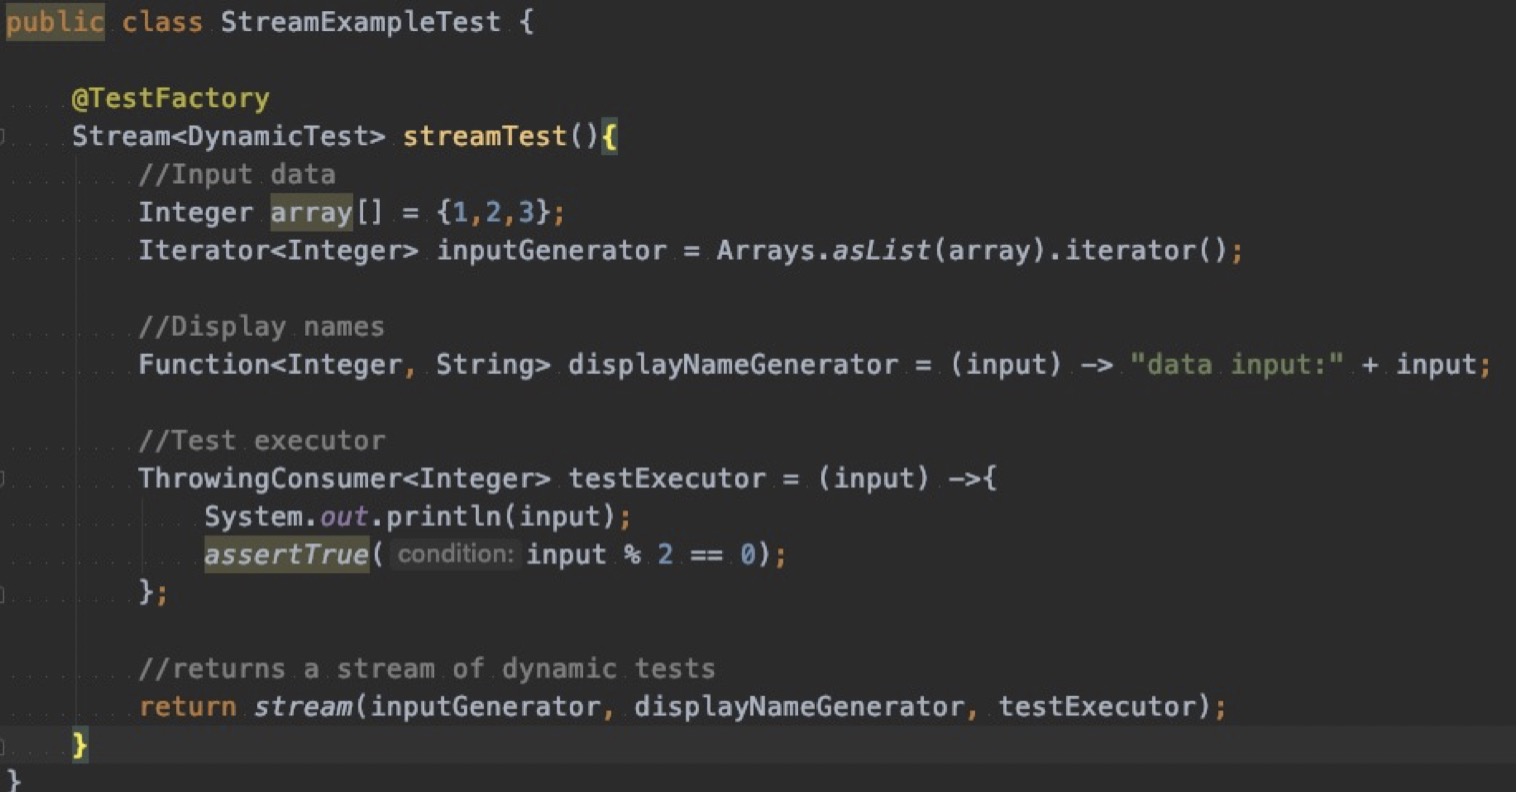 public class StreamExampleTest {
@TestFactory
Stream<DynamicTest> streamTest(){
//Input data
Integer array[] = {1,2,3};
Iterator<Integer> inputGenerator = Arrays.asList(array).iterator();
//Display names
Function<Integer, String> displayNameGenerator = (input) -> "data input:" + input;
//Test executor
ThrowingConsumer<Integer> testExecutor = (input) ->{
System.out.println(input);
assertTrue( condition: input % 2 == 0);
};
//returns a stream of dynamic tests
return stream(inputGenerator, displayNameGenerator, testExecutor);
}
}